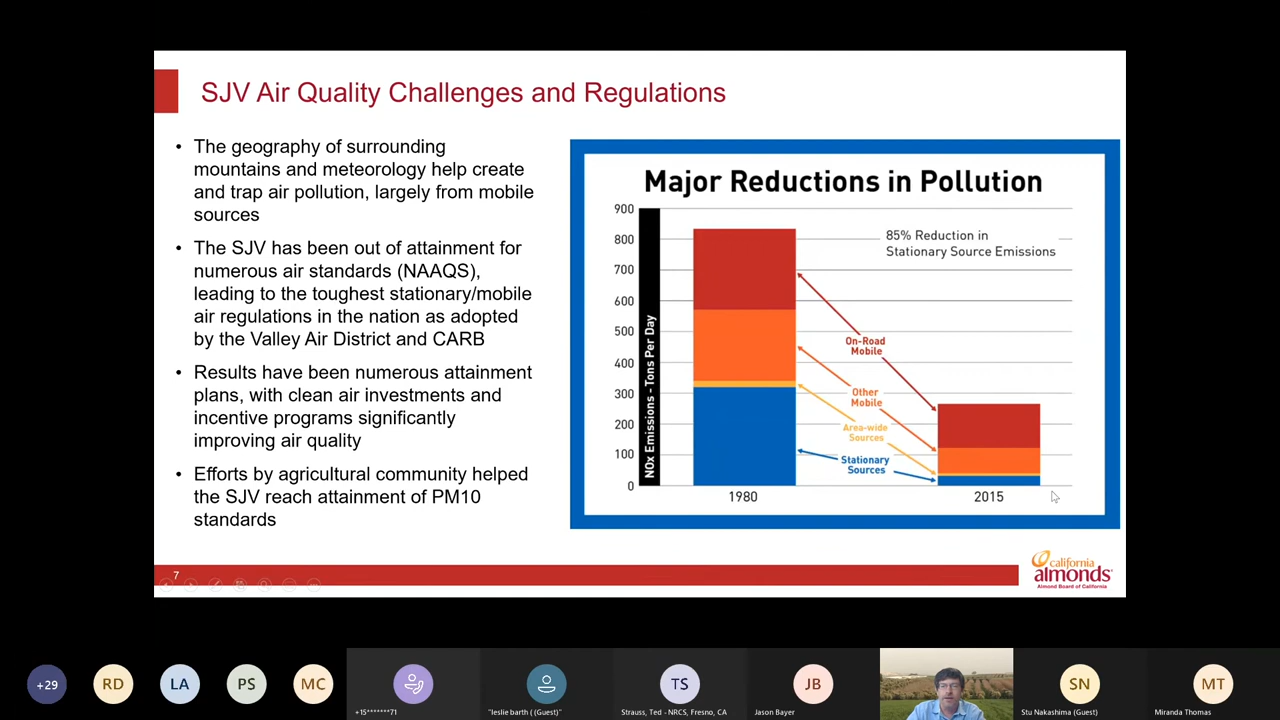 SJV Air Quality Challenges and Regulations
• The geography of surrounding
mountains and meteorology help create
and trap air pollution, largely from mobile
sources
• The SJV has been out of attainment for
numerous air standards (NAAQS),
leading to the toughest stationary/mobile
air regulations in the nation as adopted
by the Valley Air District and CARB
• Results have been numerous attainment
plans, with clean air investments and
incentive programs significantly
improving air quality
• Efforts by agricultural community helped
the SJV reach attainment of PM10
standards
Major Reductions in Pollution
900
800
700
600
500
400
300
200
100
0
NOx Emissions - Tons Per Day
85% Reduction in
Stationary Source Emissions
On-Road
Mobile
Other
Mobile
Area-wide
Sources
Stationary
Sources
1980
2015
7
california
almonds
Almond Board of California
+29
RD
LA
PS
MC
+15*******71
"leslie barth ( (Guest)"
TS
Strauss, Ted - NRCS, Fresno, CA
JB
Jason Bayer
SN
Stu Nakashima (Guest)
MT
Miranda Thomas